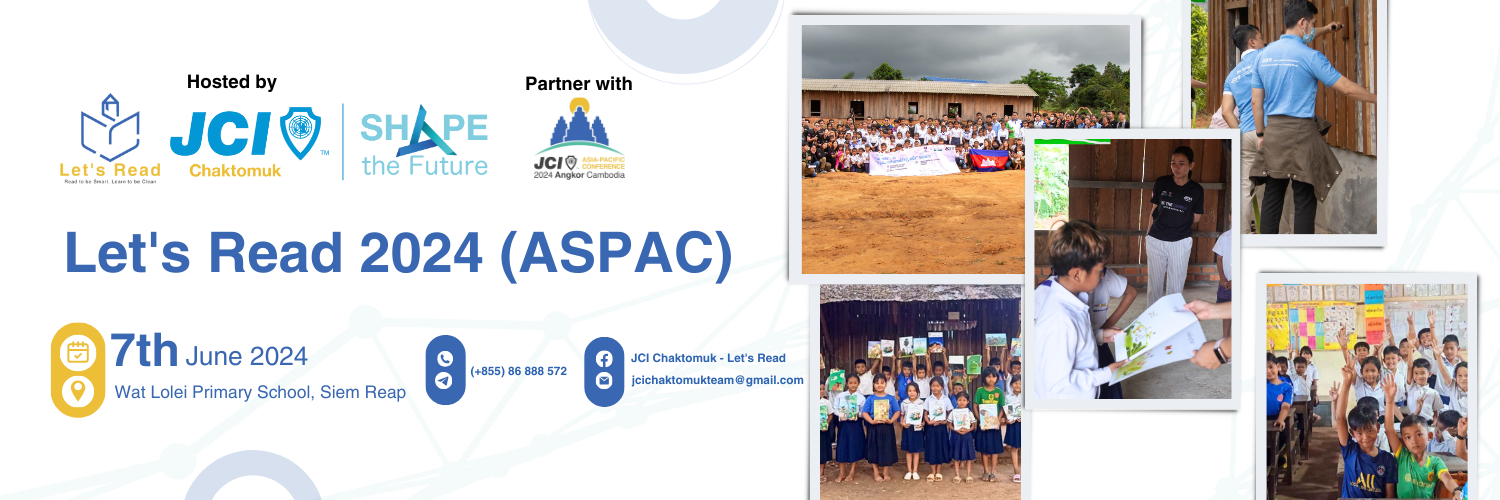 Hosted by
Partner with
Let's Read
Read to be Smart. Learn to be Clean
JCI
TM
Chaktomuk
SHAPE
the Future
JCI ASIA-PACIFIC
CONFERENCE
2024 Angkor Cambodia
Let's Read 2024 (ASPAC)
7th June 2024
Wat Lolei Primary School, Siem Reap
(+855) 86 888 572
JCI Chaktomuk - Let's Read
jcichaktomukteam@gmail.com